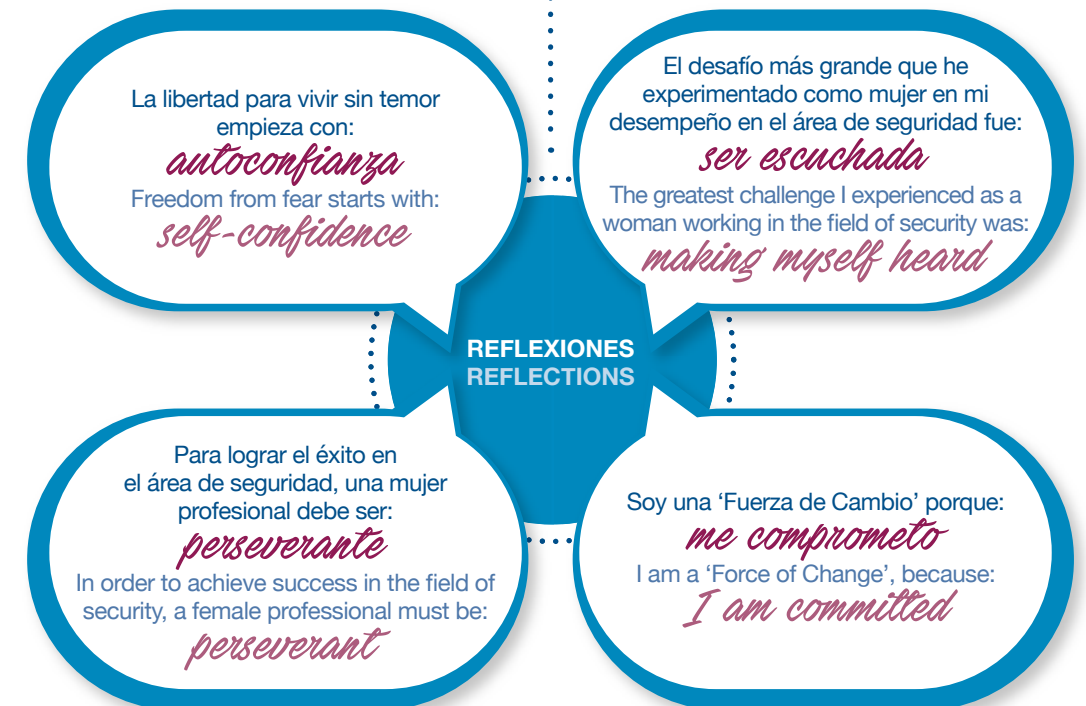 La libertad para vivir sin temor
empieza con:
autoconfianza
Freedom from fear starts with:
self-confidence
El desafío más grande que he
experimentado como mujer en mi
desempeño en el área de seguridad fue:
ser escuchada
The greatest challenge I experienced as a
woman working in the field of security was:
making myself heard
REFLEXIONES
REFLECTIONS
Para lograr el éxito en
el área de seguridad, una mujer
profesional debe ser:
perseverante
In order to achieve success in the field of
security, a female professional must be:
perseverant
Soy una ‘Fuerza de Cambio’ porque:
me comprometo
I am a ‘Force of Change’, because:
I am committed